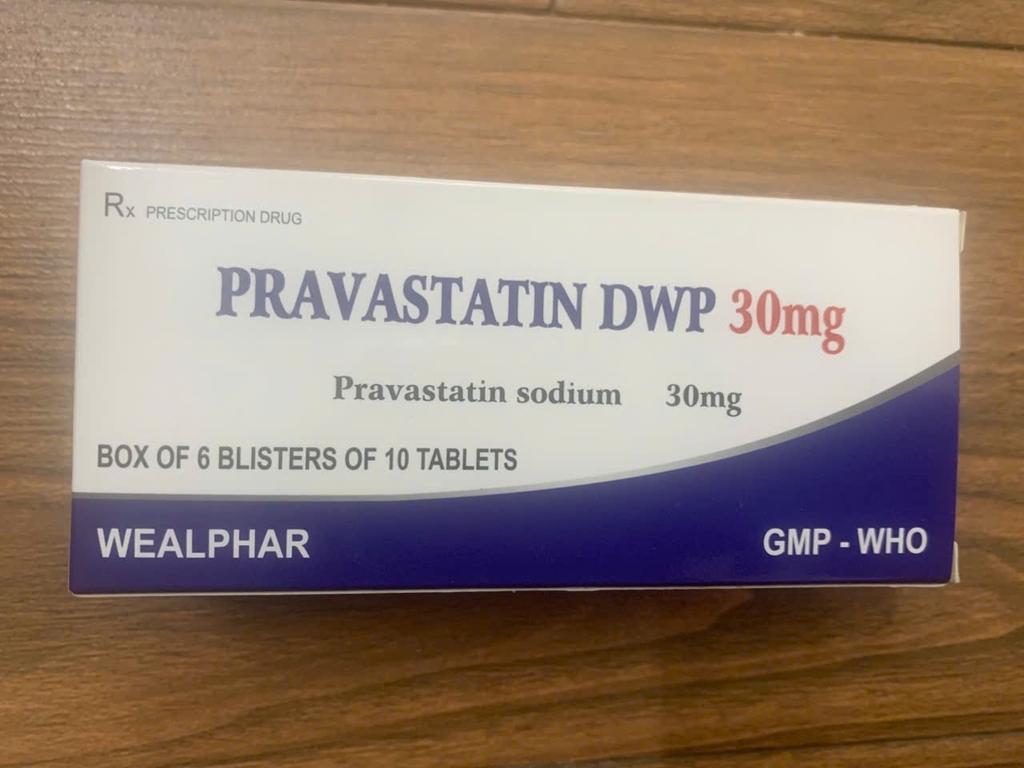 Rx PRESCRIPTION DRUG
PRAVASTATIN DWP 30mg
Pravastatin sodium 30mg
BOX OF 6 BLISTERS OF 10 TABLETS
WEALPHAR GMP - WHO